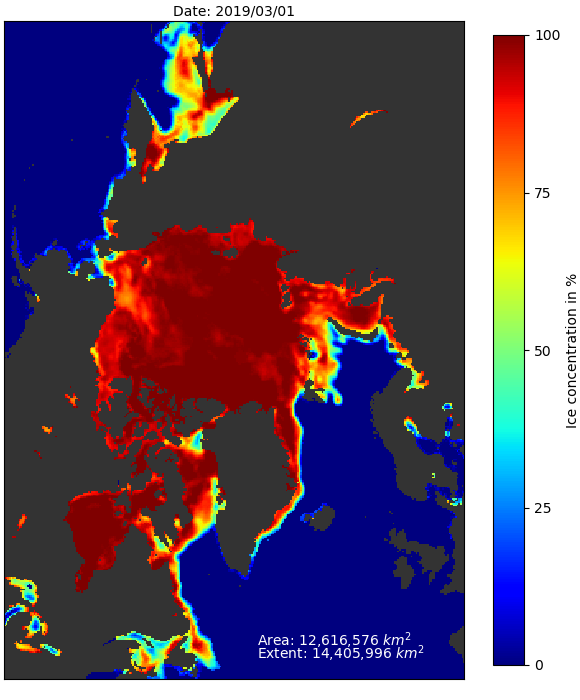 Date: 2019/03/01
100
75
50
25
0
Ice concentration in %
Area: 12,616,576 km²
Extent: 14,405,996 km²